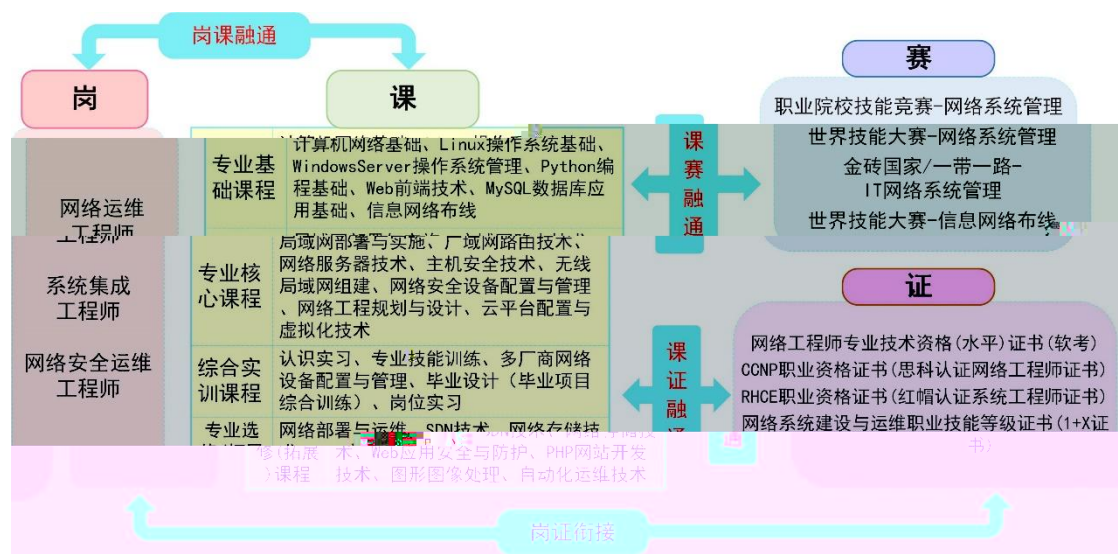 岗课融通
岗
课
赛
网络运维
工程师
系统集成
工程师
网络安全运维
工程师
专业基
础课程
计算机网络基础、Linux操作系统基础、
WindowsServer操作系统管理、Python编
程基础、Web前端技术、MySQL数据库应
用基础、信息网络布线
专业核
心课程
局域网部署与实施、广域网路由技术、
网络服务器技术、主机安全技术、无线
局域网组建、网络安全设备配置与管理
、网络工程规划与设计、云平台配置与
虚拟化技术
综合实
训课程
认识实习、专业技能训练、多厂商网络
设备配置与管理、毕业设计(毕业项目
综合训练)、岗位实习
专业选
修(拓展
)课程
网络部署与运维、SDN技术、网络存储技
术、Web应用安全与防护、PHP网站开发
技术、图形图像处理、自动化运维技术
课赛融通
课证融通
职业院校技能竞赛-网络系统管理
世界技能大赛-网络系统管理
金砖国家/一带一路-
IT网络系统管理
世界技能大赛-信息网络布线
证
网络工程师专业技术资格(水平)证书(软考)
CCNP职业资格证书(思科认证网络工程师证书)
RHCE职业资格证书(红帽认证系统工程师证书)
网络系统建设与运维职业技能等级证书(1+X证
书)
岗证衔接